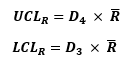 UCL_R = D_4 × R̅
LCL_R = D_3 × R̅